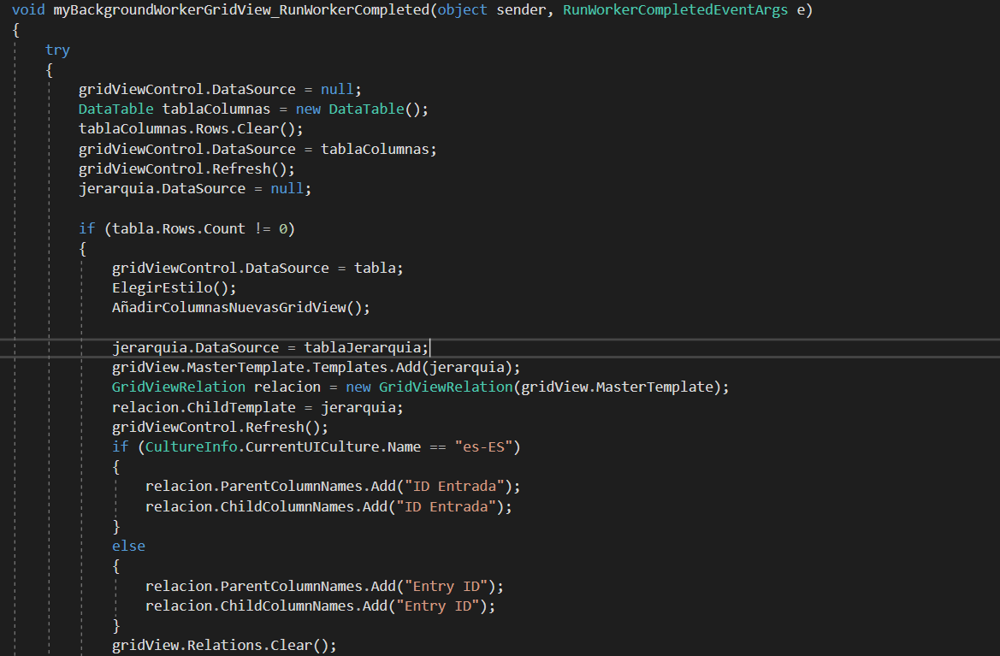 void myBackgroundWorkerGridView_RunWorkerCompleted(object sender, RunWorkerCompletedEventArgs e)
{
try
{
gridViewControl.DataSource = null;
DataTable tablaColumnas = new DataTable();
tablaColumnas.Rows.Clear();
gridViewControl.DataSource = tablaColumnas;
gridViewControl.Refresh();
jerarquia.DataSource = null;
if (tabla.Rows.Count != 0)
{
gridViewControl.DataSource = tabla;
ElegirEstilo();
AñadirColumnasNuevasGridView();
jerarquia.DataSource = tablaJerarquia;
gridView.MasterTemplate.Templates.Add(jerarquia);
GridViewRelation relacion = new GridViewRelation(gridView.MasterTemplate);
relacion.ChildTemplate = jerarquia;
gridViewControl.Refresh();
if (CultureInfo.CurrentUICulture.Name == "es-ES")
{
relacion.ParentColumnNames.Add("ID Entrada");
relacion.ChildColumnNames.Add("ID Entrada");
}
else
{
relacion.ParentColumnNames.Add("Entry ID");
relacion.ChildColumnNames.Add("Entry ID");
}
gridView.Relations.Clear();